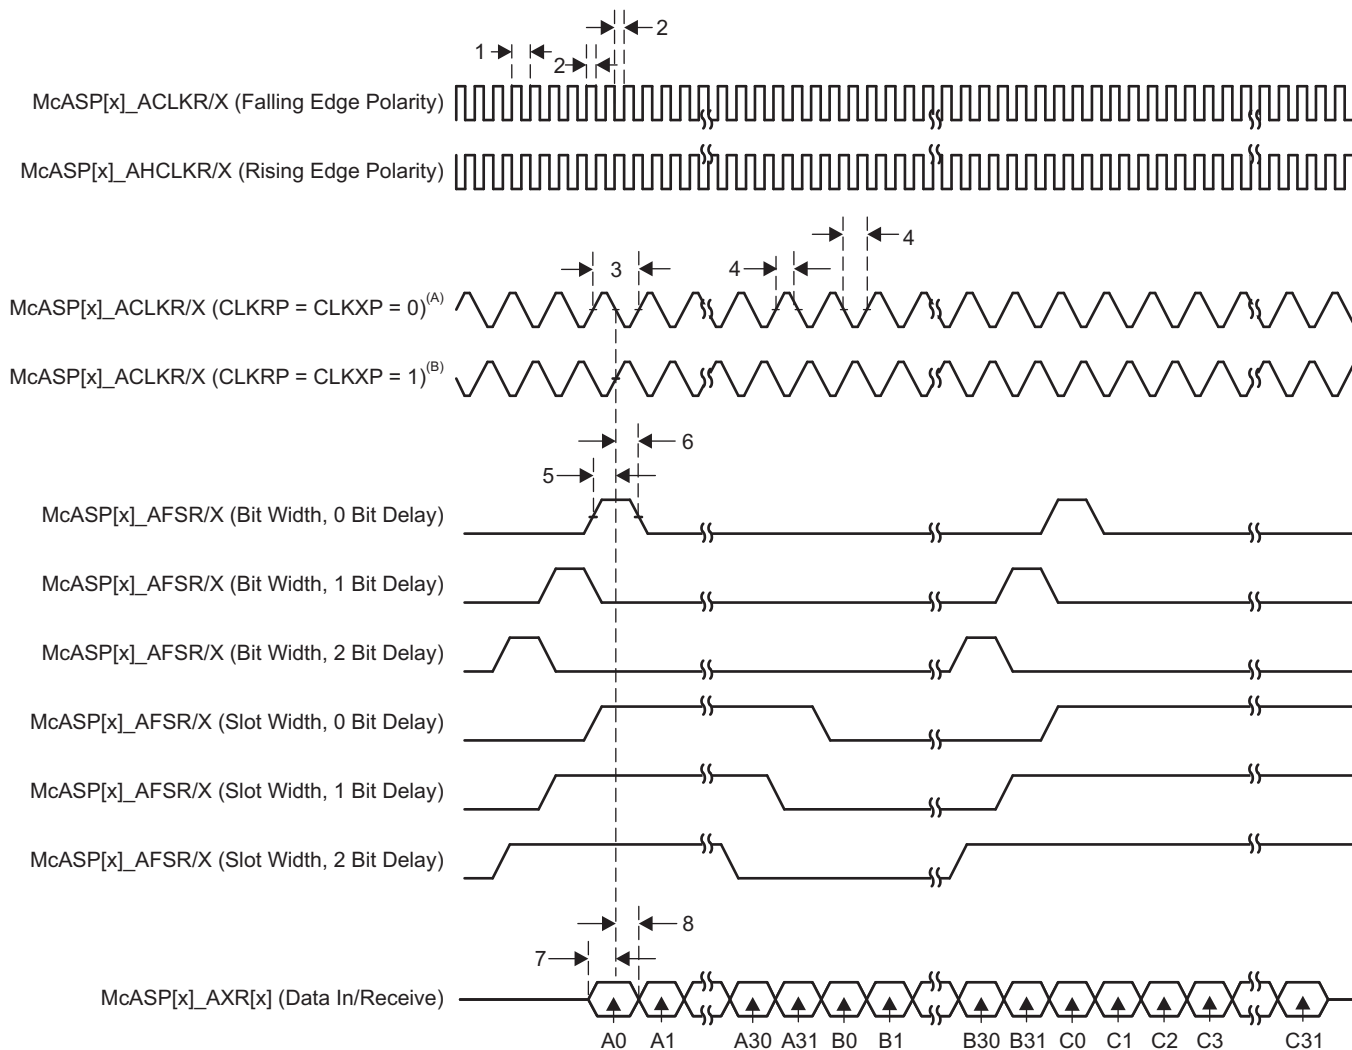 2
1
2
McASP[x]_ACLKR/X (Falling Edge Polarity)
McASP[x]_AHCLKR/X (Rising Edge Polarity)
4
3
4
McASP[x]_ACLKR/X (CLKRP = CLKXP = 0)(A)
McASP[x]_ACLKR/X (CLKRP = CLKXP = 1)(B)
6
5
McASP[x]_AFSR/X (Bit Width, 0 Bit Delay)
McASP[x]_AFSR/X (Bit Width, 1 Bit Delay)
McASP[x]_AFSR/X (Bit Width, 2 Bit Delay)
McASP[x]_AFSR/X (Slot Width, 0 Bit Delay)
McASP[x]_AFSR/X (Slot Width, 1 Bit Delay)
McASP[x]_AFSR/X (Slot Width, 2 Bit Delay)
8
7
McASP[x]_AXR[x] (Data In/Receive)
A0 A1 A30 A31 B0 B1 B30 B31 C0 C1 C2 C3 C31